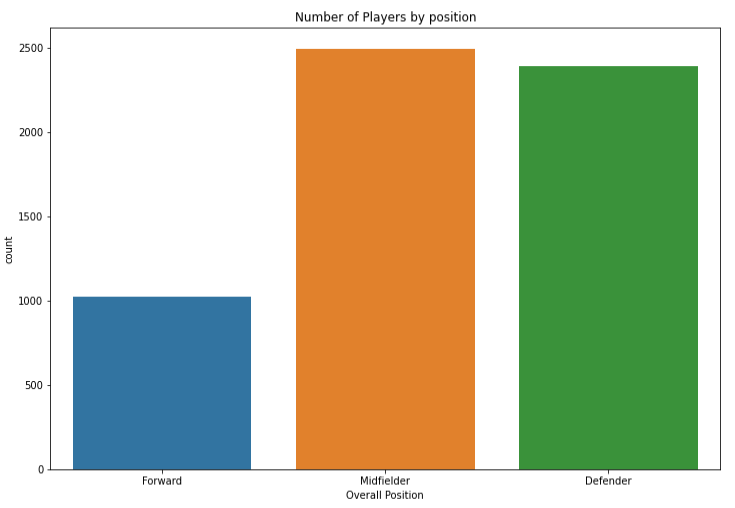 Number of Players by position
2500
2000
1500
1000
500
0
count
Forward
Midfielder
Defender
Overall Position